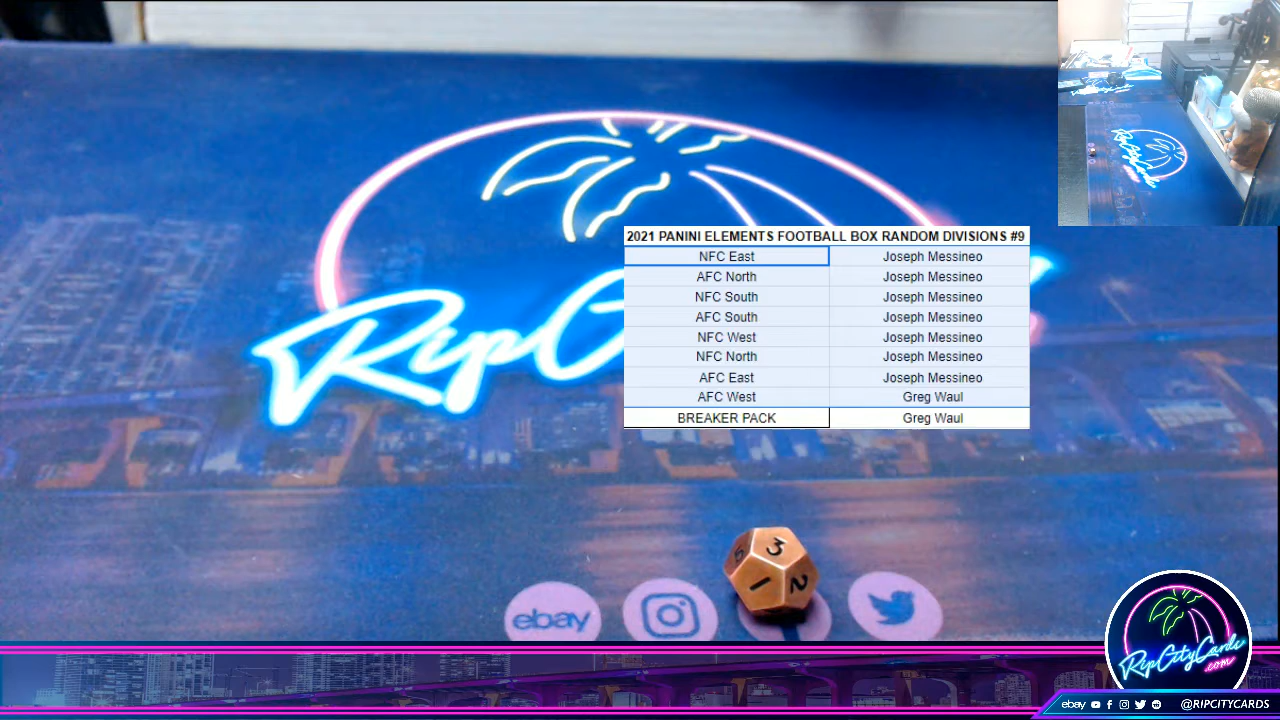 2021 PANINI ELEMENTS FOOTBALL BOX RANDOM DIVISIONS #9
NFC East Joseph Messineo
AFC North Joseph Messineo
NFC South Joseph Messineo
AFC South Joseph Messineo
NFC West Joseph Messineo
NFC North Joseph Messineo
AFC East Joseph Messineo
AFC West Greg Waul
BREAKER PACK Greg Waul
RipC
3
1
2
ebay
RipCityCards
.com
ebay @RIPCITYCARDS